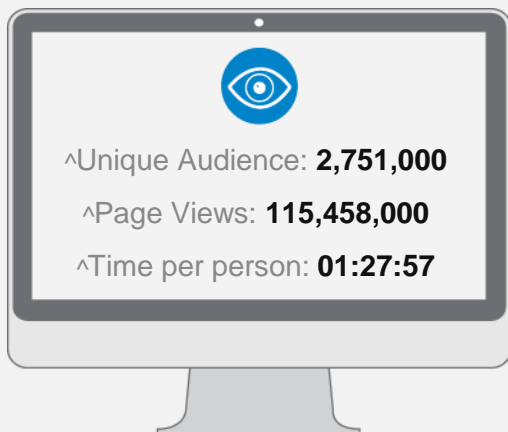 ^Unique Audience: 2,751,000
^Page Views: 115,458,000
^Time per person: 01:27:57